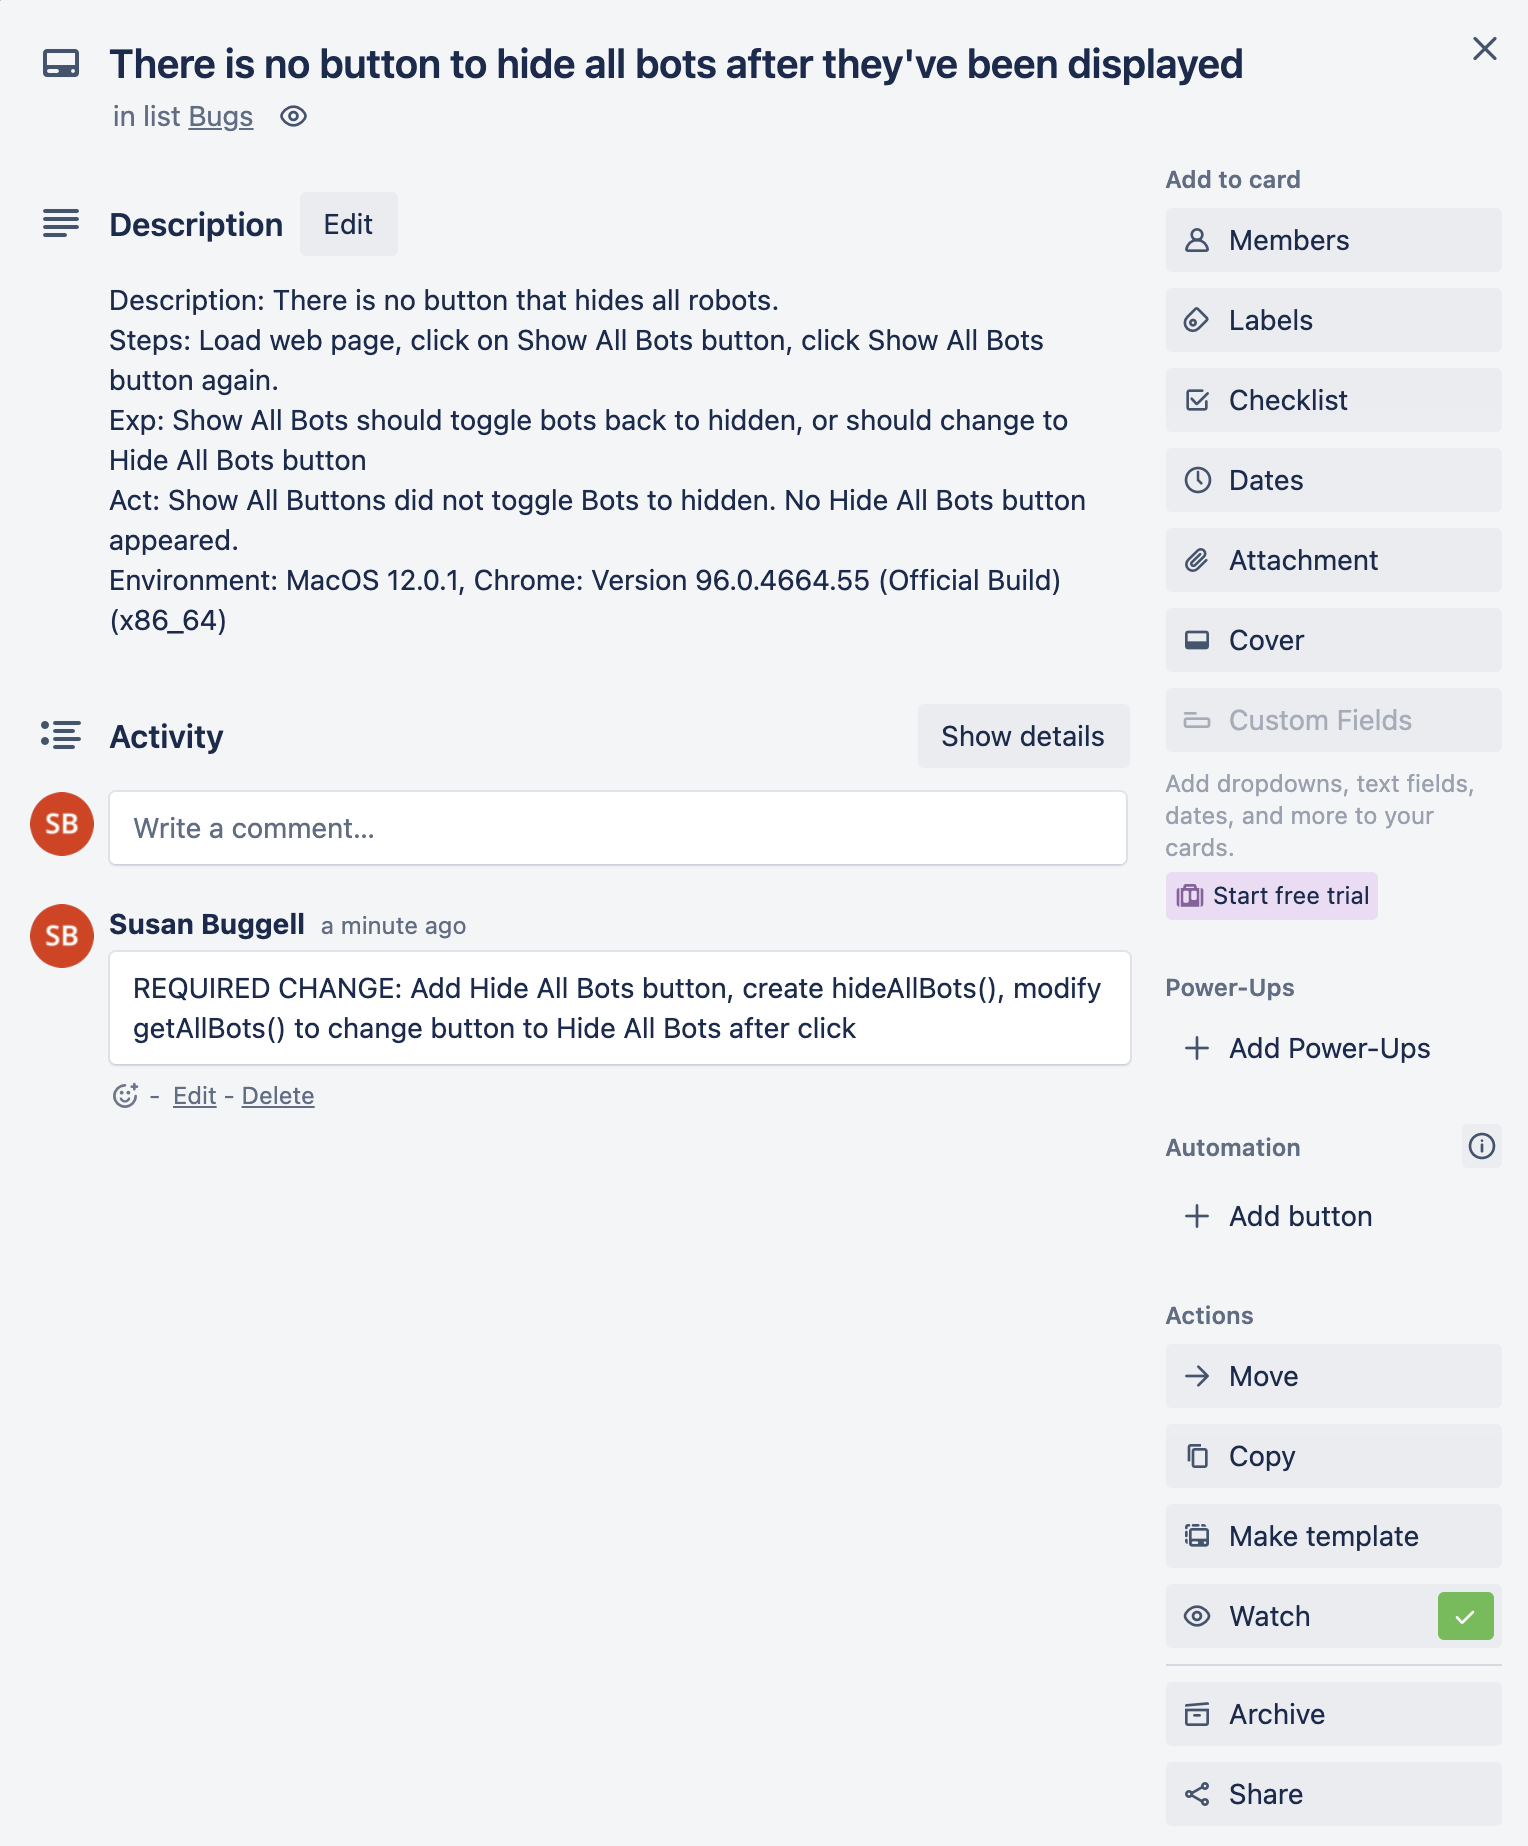 There is no button to hide all bots after they've been displayed
in list Bugs
Description
Edit
Description: There is no button that hides all robots.
Steps: Load web page, click on Show All Bots button, click Show All Bots
button again.
Exp: Show All Bots should toggle bots back to hidden, or should change to
Hide All Bots button
Act: Show All Buttons did not toggle Bots to hidden. No Hide All Bots button
appeared.
Environment: MacOS 12.0.1, Chrome: Version 96.0.4664.55 (Official Build)
(x86_64)
Activity
Show details
SB
Write a comment...
SB
Susan Buggell a minute ago
REQUIRED CHANGE: Add Hide All Bots button, create hideAllBots(), modify
getAllBots() to change button to Hide All Bots after click
- Edit - Delete
Add to card
Members
Labels
Checklist
Dates
Attachment
Cover
Custom Fields
Add dropdowns, text fields,
dates, and more to your
cards.
Start free trial
Power-Ups
Add Power-Ups
Automation
Add button
Actions
Move
Copy
Make template
Watch
Archive
Share